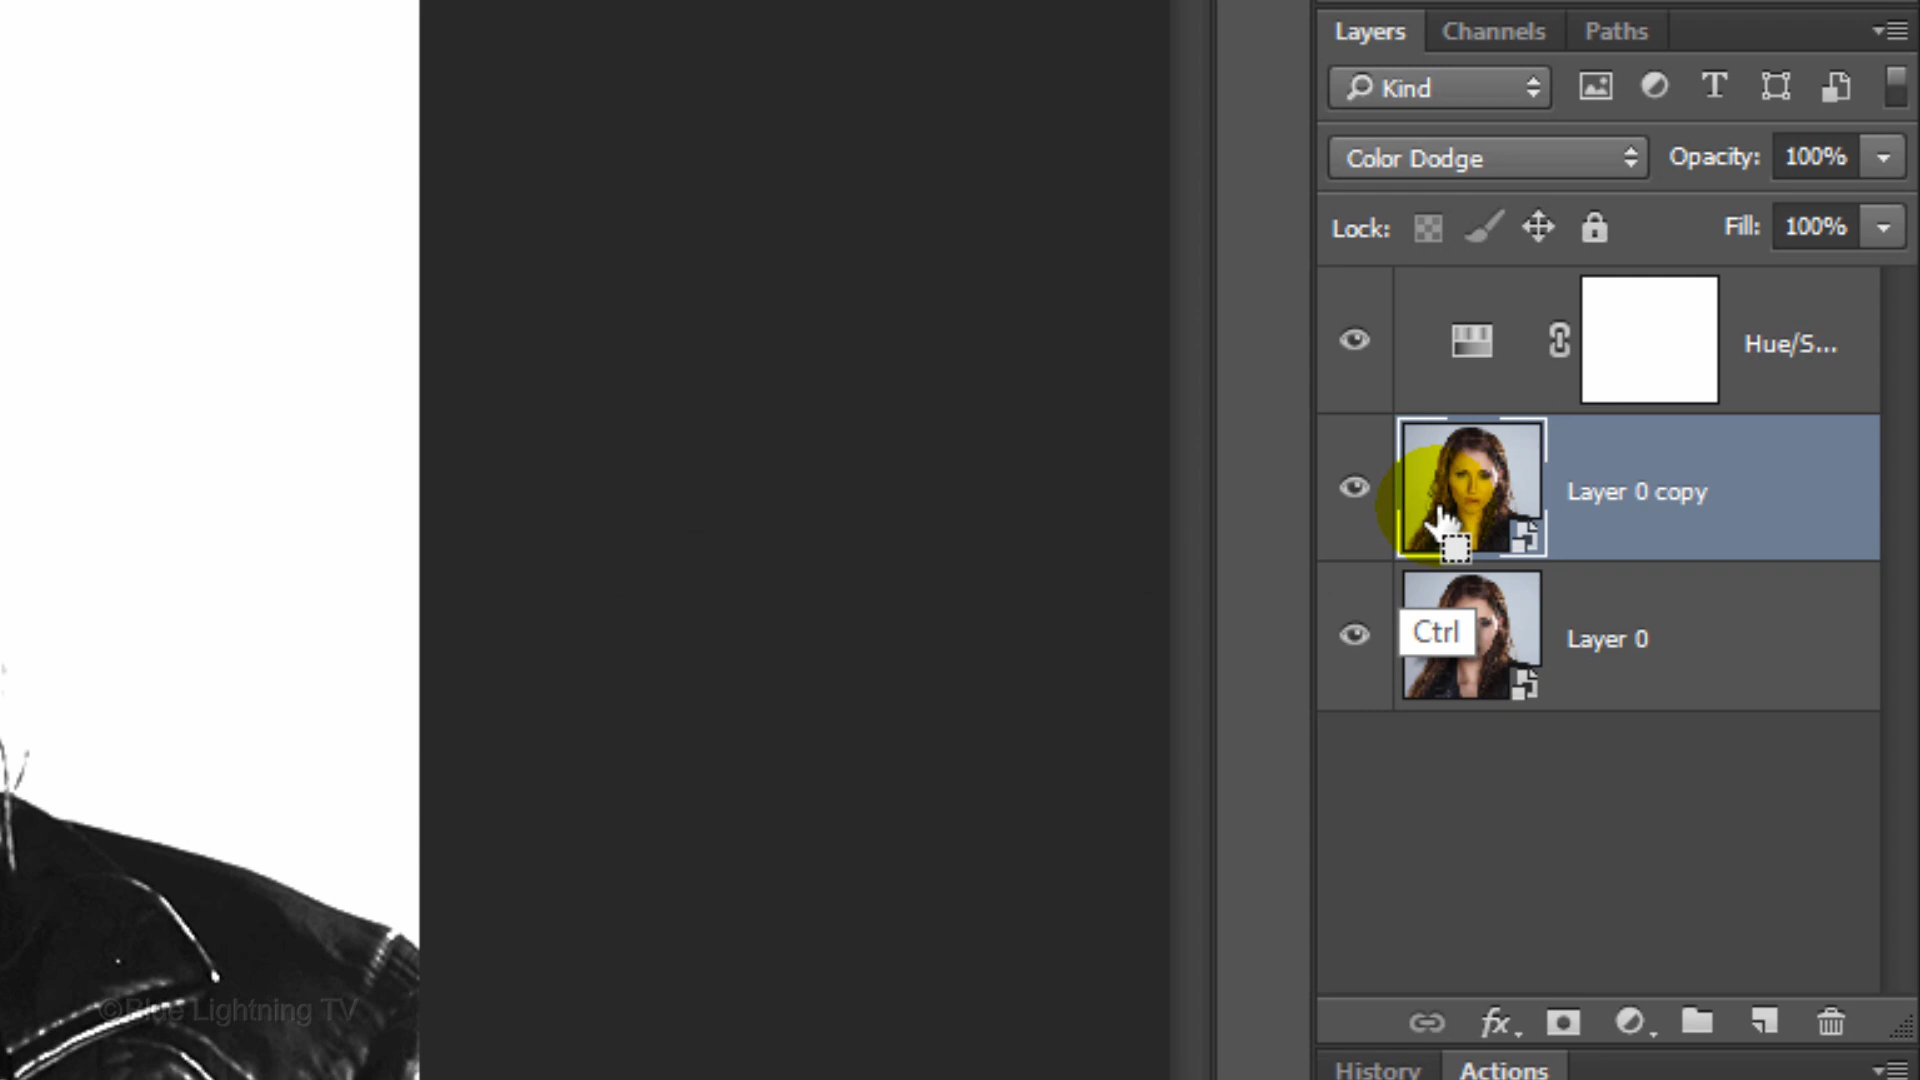 Layers Channels Paths
Kind
Color Dodge Opacity: 100%
Lock: Fill: 100%
Hue/S...
Layer 0 copy
Ctrl
Layer 0
©Blue Lightning TV
fx
History Actions